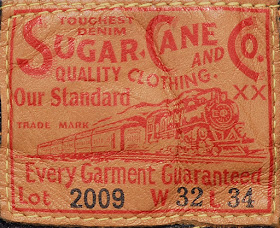 TOUGHEST
DENIM
SUGAR CANE
AND Co.
QUALITY CLOTHING.
Our Standard
XX
TRADE MARK
Every Garment Guaranteed
Lot 2009 W 32 L 34